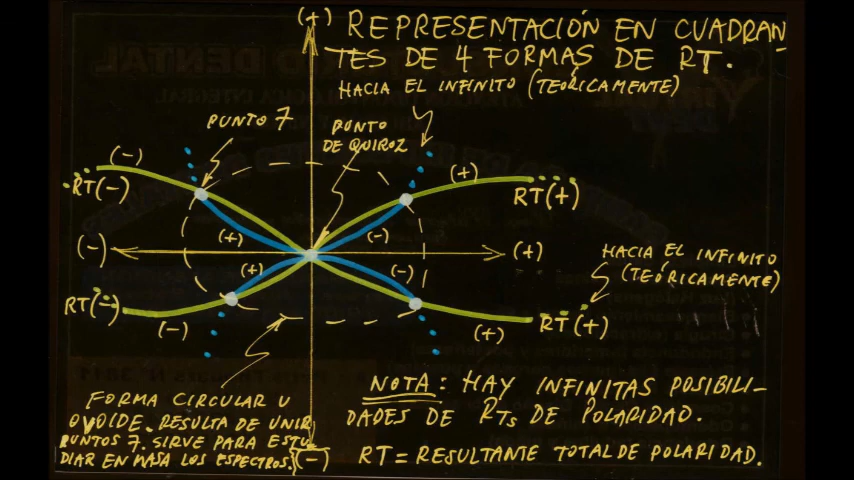 (+) REPRESENTACIÓN EN CUADRAN
TES DE 4 FORMAS DE RT.
HACIA EL INFINITO (TEÓRICAMENTE)
PUNTO 7
PUNTO
DE QUIROZ
(-)
(+)
RT(-)
RT(+)
(+)
(-)
(-)
(+)
HACIA EL INFINITO
(TEÓRICAMENTE)
(+)
(-)
RT(-)
RT(+)
(-)
(+)
FORMA CIRCULAR U
OVOIDE. RESULTA DE UNIR
PUNTOS 7. SIRVE PARA ESTU
DIAR EN MASA LOS ESPECTROS.
(-)
NOTA: HAY INFINITAS POSIBILI-
DADES DE RTs DE POLARIDAD.
RT = RESULTANTE TOTAL DE POLARIDAD.